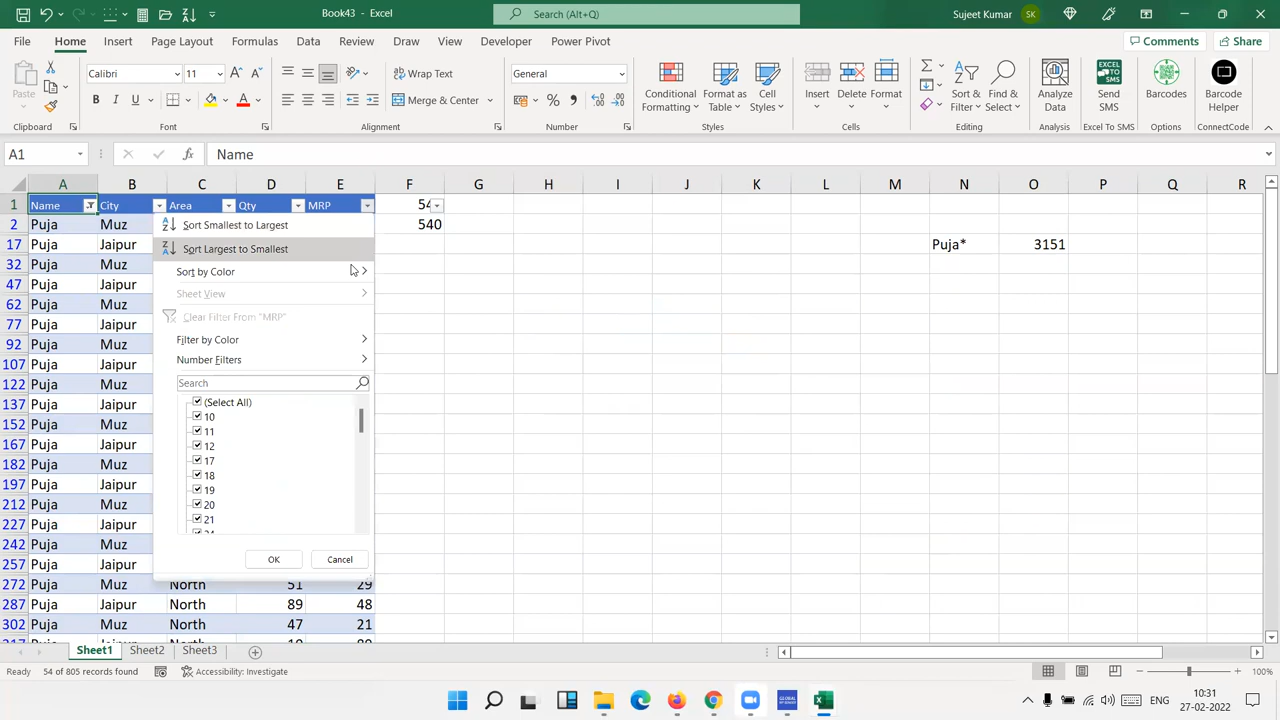 Book43 - Excel
Search (Alt+Q)
Sujeet Kumar SK
File Home Insert Page Layout Formulas Data Review View Draw Developer Power Pivot
Comments Share
Paste Calibri 11 Wrap Text General Conditional Formatting Format as Table Cell Styles Insert Delete Format Sort & Filter Find & Select Analyze Data Send SMS Barcodes Barcode Helper
B I U Merge & Center
Clipboard Font Alignment Number Styles Cells Editing Analysis Excel To SMS Options ConnectCode
A1 fx Name
A B C D E F G H I J K L M N O P Q R
1 Name City Area Qty MRP
2 Puja Muz 540
17 Puja Jaipur Puja* 3151
32 Puja Muz
47 Puja Jaipur
62 Puja Muz
77 Puja Jaipur
92 Puja Muz
107 Puja Jaipur
122 Puja Muz
137 Puja Jaipur
152 Puja Muz
167 Puja Jaipur
182 Puja Muz
197 Puja Jaipur
212 Puja Muz
227 Puja Jaipur
242 Puja Muz
257 Puja Jaipur
272 Puja Muz North 51 29
287 Puja Jaipur North 89 48
302 Puja Muz North 47 21
Sort Smallest to Largest
Sort Largest to Smallest
Sort by Color
Sheet View
Clear Filter From "MRP"
Filter by Color
Number Filters
Search
(Select All)
10
11
12
17
18
19
20
21
OK Cancel
Sheet1 Sheet2 Sheet3
Ready 54 of 805 records found Accessibility: Investigate 100%
ENG 10:31
27-02-2022